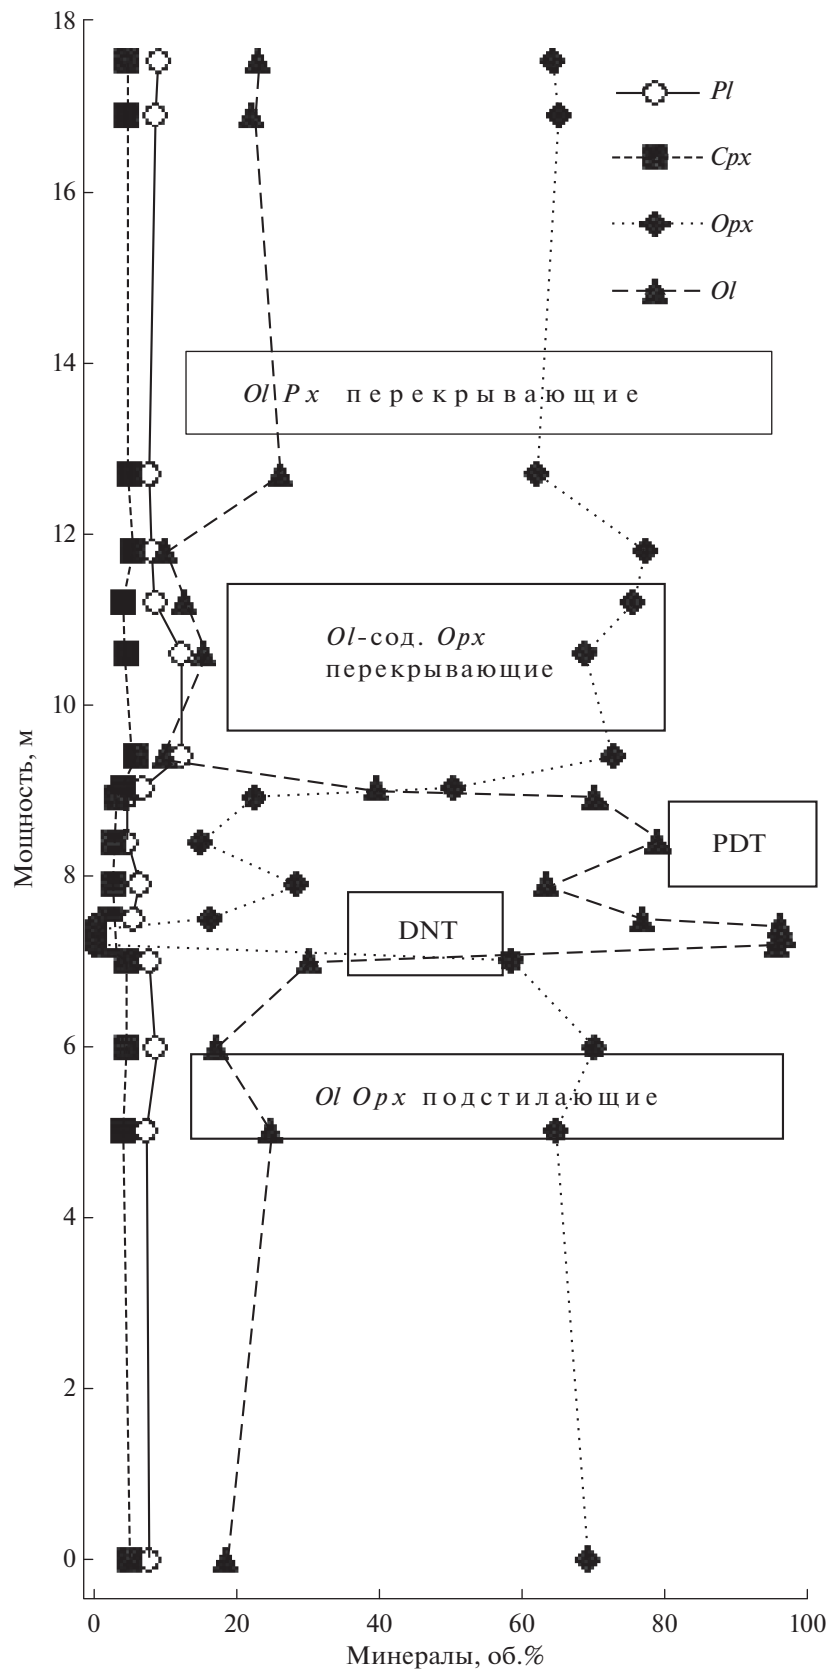 18
Pl
Cpx
16
Opx
Ol
14
Ol Px перекрывающие
12
Ol-сод. Opx
перекрывающие
10
Мощность, м
PDT
8
DNT
6
Ol Opx подстилающие
4
2
0
0 20 40 60 80 100
Минералы, об.%